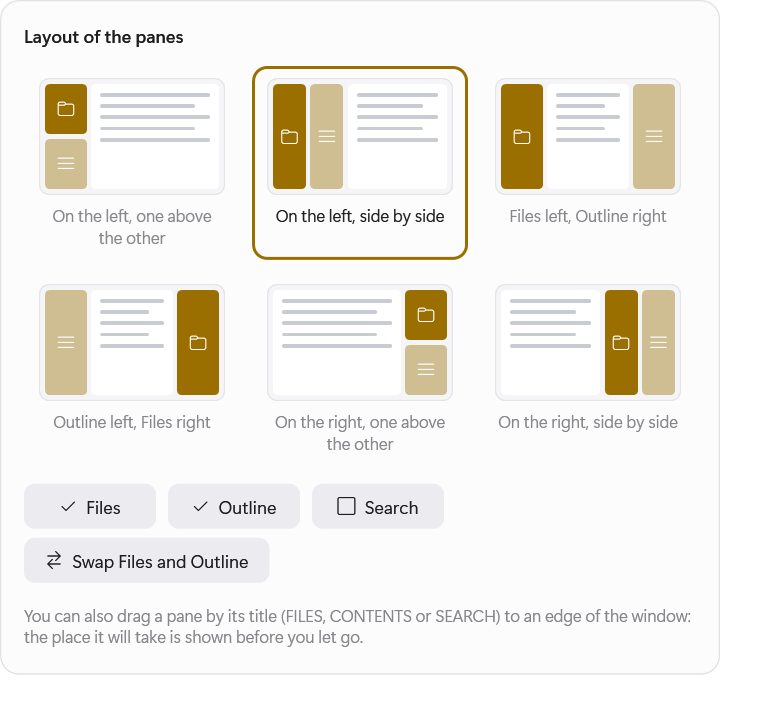 Layout of the panes
On the left, one above
the other
On the left, side by side
Files left, Outline right
Outline left, Files right
On the right, one above
the other
On the right, side by side
Files
Outline
Search
Swap Files and Outline
You can also drag a pane by its title (FILES, CONTENTS or SEARCH) to an edge of the window:
the place it will take is shown before you let go.